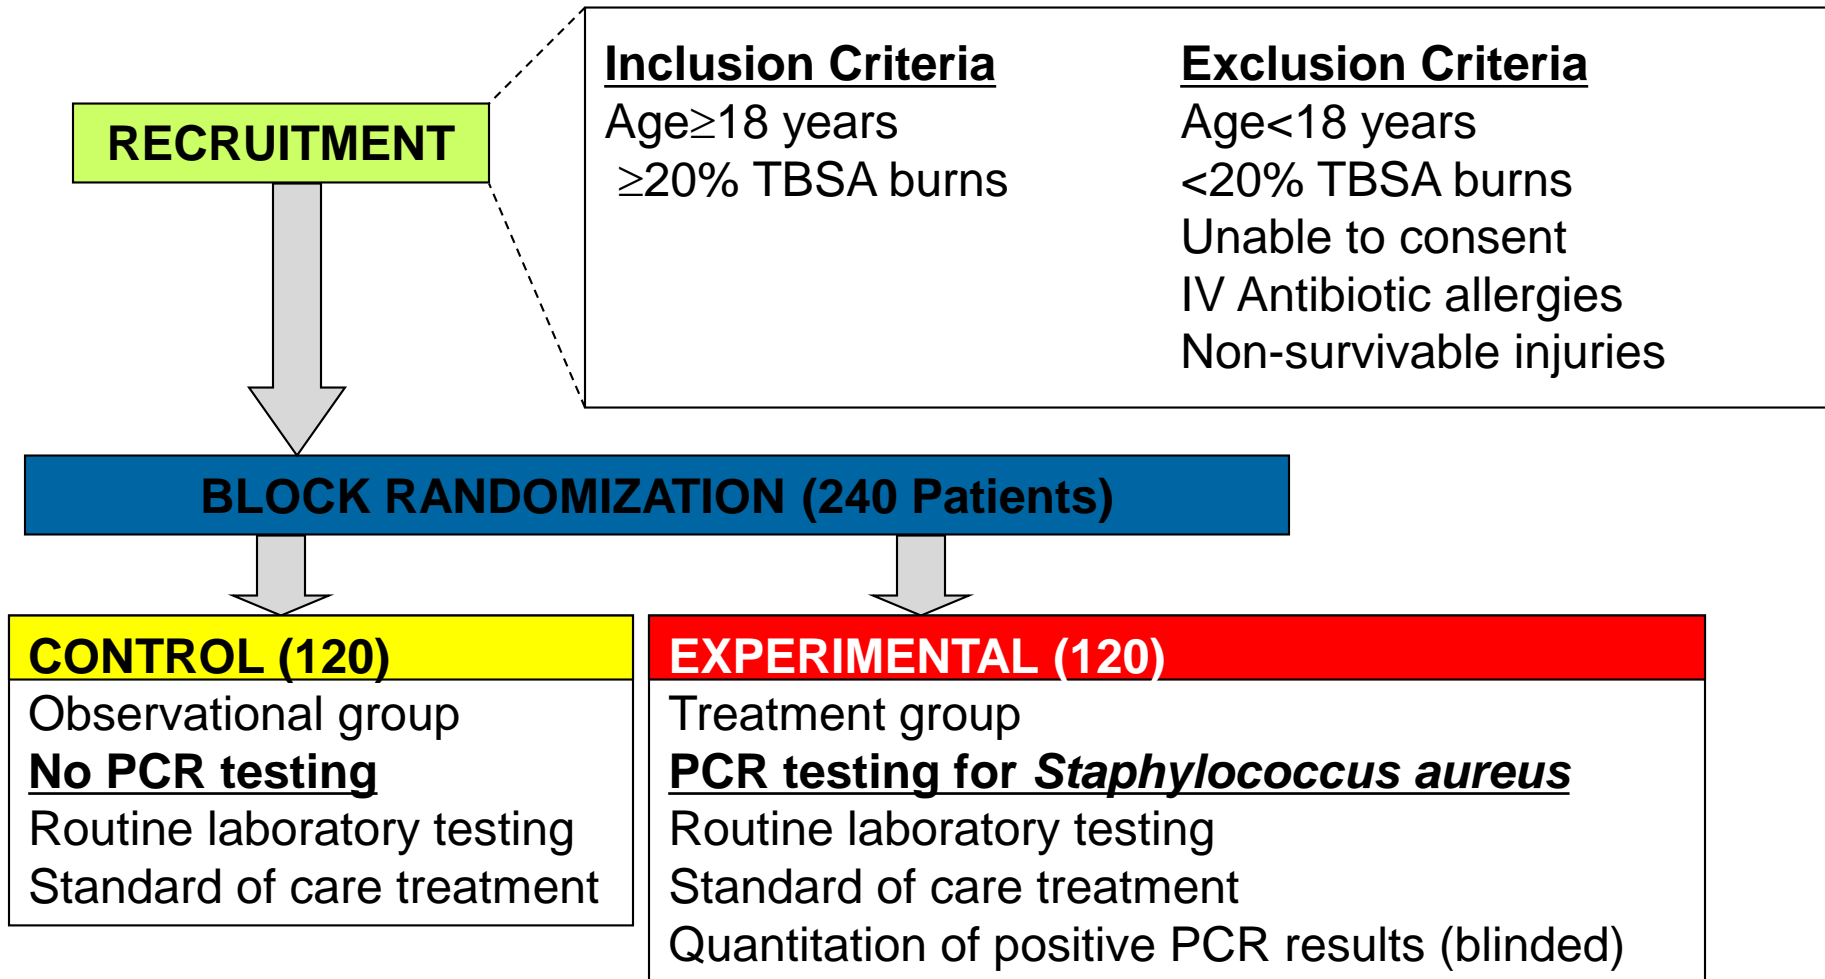 RECRUITMENT
Inclusion Criteria
Age≥18 years
≥20% TBSA burns
Exclusion Criteria
Age<18 years
<20% TBSA burns
Unable to consent
IV Antibiotic allergies
Non-survivable injuries
BLOCK RANDOMIZATION (240 Patients)
CONTROL (120)
Observational group
No PCR testing
Routine laboratory testing
Standard of care treatment
EXPERIMENTAL (120)
Treatment group
PCR testing for Staphylococcus aureus
Routine laboratory testing
Standard of care treatment
Quantitation of positive PCR results (blinded)